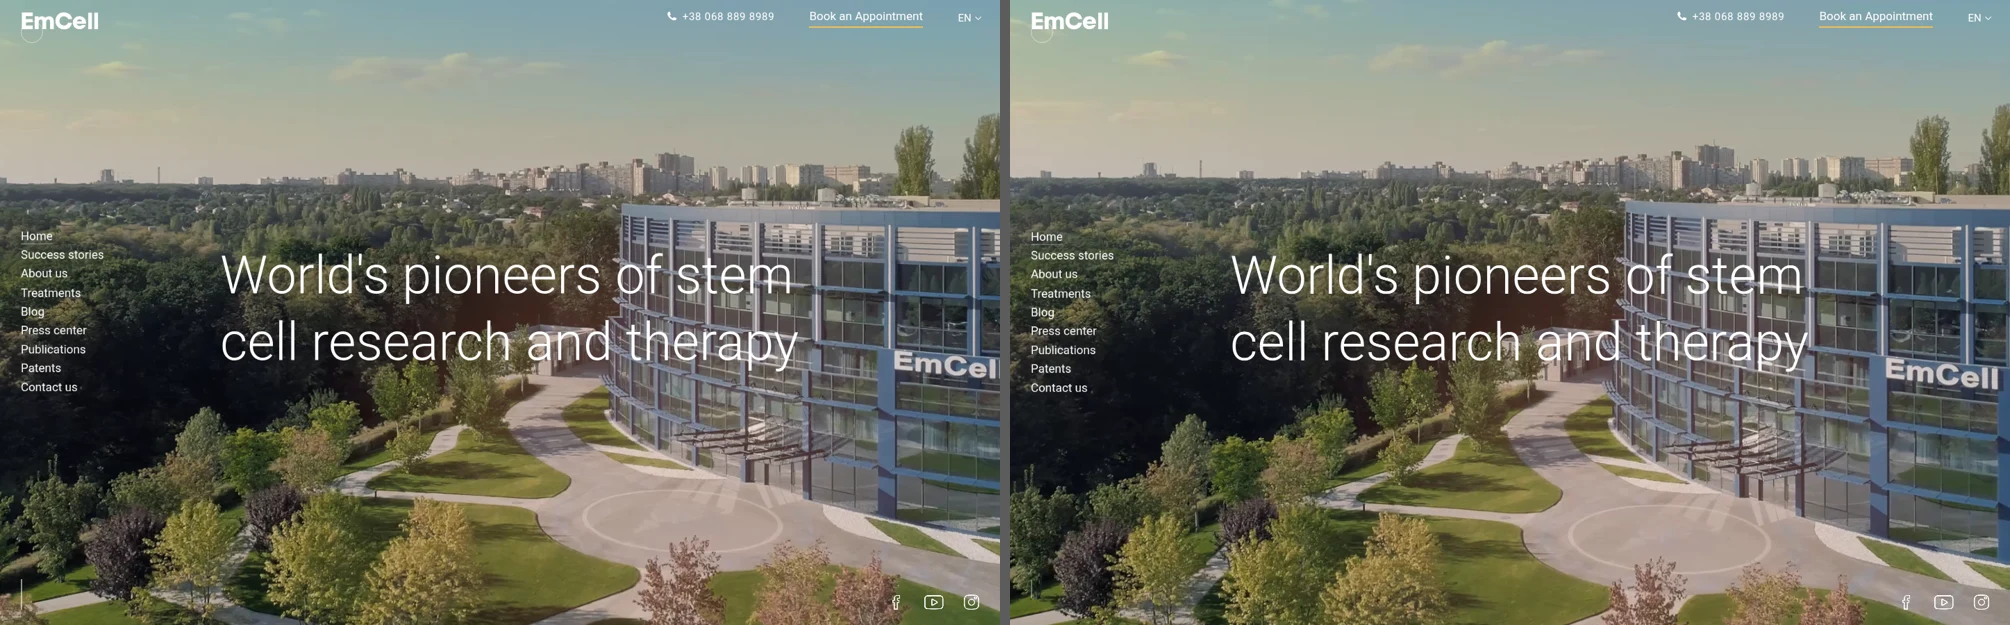 EmCell
+38 068 889 8989
Book an Appointment
EN
Home
Success stories
About us
Treatments
Blog
Press center
Publications
Patents
Contact us
World's pioneers of stem
cell research and therapy
EmCell
EmCell
+38 068 889 8989
Book an Appointment
EN
Home
Success stories
About us
Treatments
Blog
Press center
Publications
Patents
Contact us
World's pioneers of stem
cell research and therapy
EmCell